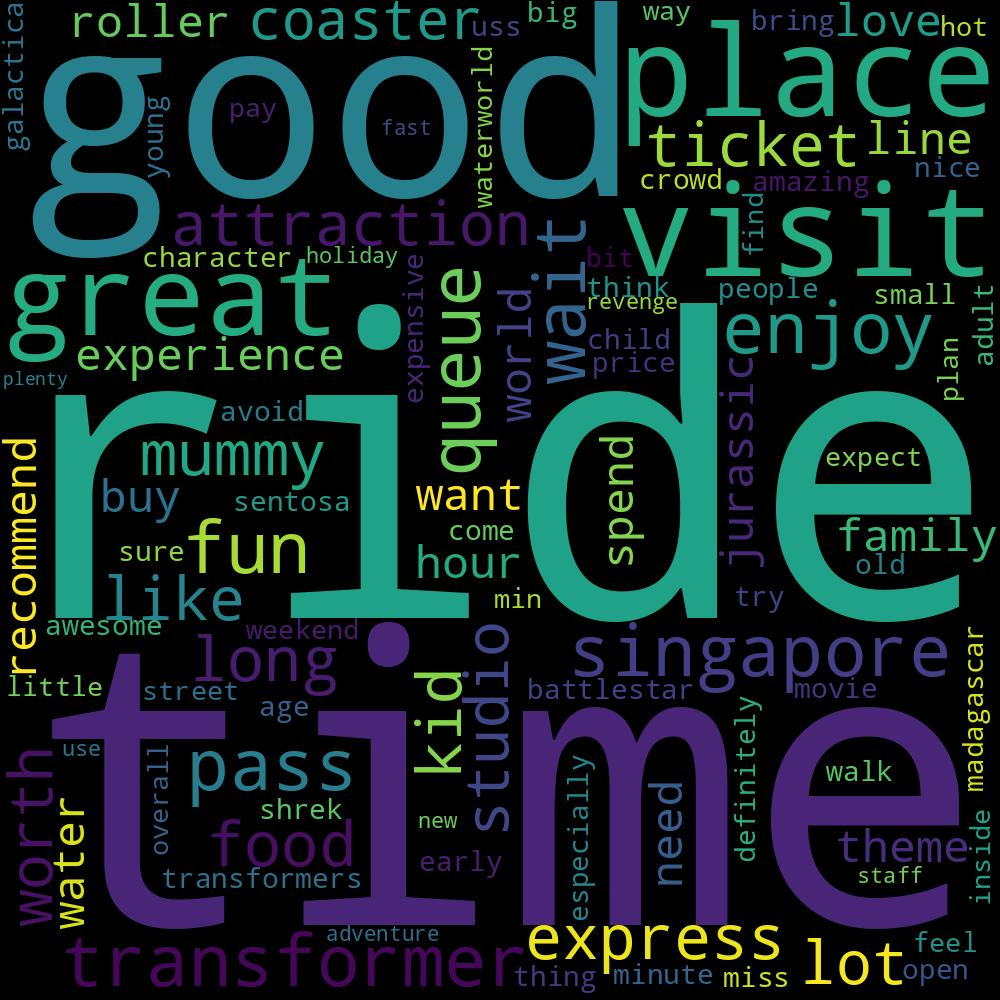 galactica
roller
coaster
uss
big
way
bring
love
hot
good
young
pay
fast
waterworld
place
ticket
line
crowd
amazing
nice
attraction
visit
find
character
holiday
great
experience
plenty
expensive
queue
world
wait
bit
think
revenge
people
small
adult
child
price
enjoy
plan
jurassic
ride
avoid
mummy
buy
sentosa
sure
fun
like
recommend
want
come
hour
min
spend
expect
family
old
try
awesome
weekend
long
little
street
age
kid
studio
singapore
battlestar
movie
madagascar
time
worth
use
water
overall
pass
shrek
food
transformers
new
early
especially
need
definitely
walk
theme
staff
inside
adventure
transformer
express
thing
minute
miss
lot
feel
open